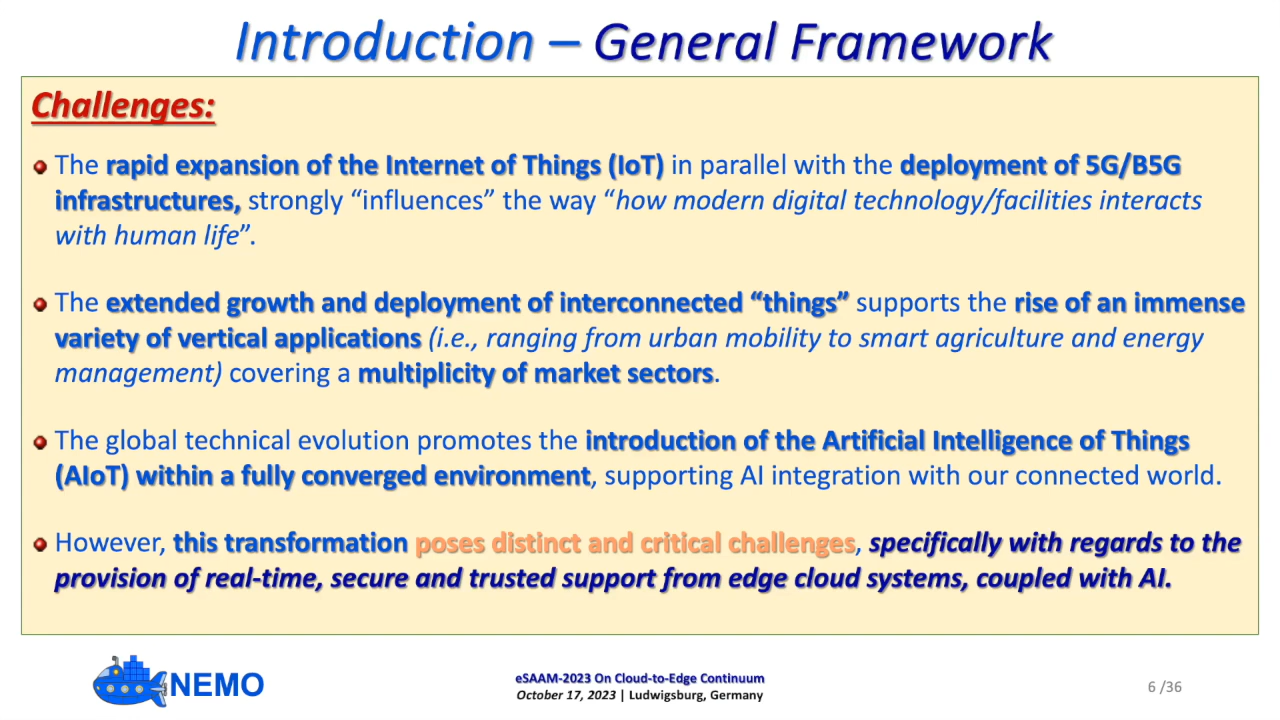 Introduction – General Framework
Challenges:
The rapid expansion of the Internet of Things (IoT) in parallel with the deployment of 5G/B5G
infrastructures, strongly “influences” the way “how modern digital technology/facilities interacts
with human life”.
The extended growth and deployment of interconnected “things” supports the rise of an immense
variety of vertical applications (i.e., ranging from urban mobility to smart agriculture and energy
management) covering a multiplicity of market sectors.
The global technical evolution promotes the introduction of the Artificial Intelligence of Things
(AIoT) within a fully converged environment, supporting AI integration with our connected world.
However, this transformation poses distinct and critical challenges, specifically with regards to the
provision of real-time, secure and trusted support from edge cloud systems, coupled with AI.
NEMO
eSAAM-2023 On Cloud-to-Edge Continuum
October 17, 2023 | Ludwigsburg, Germany
6 /36